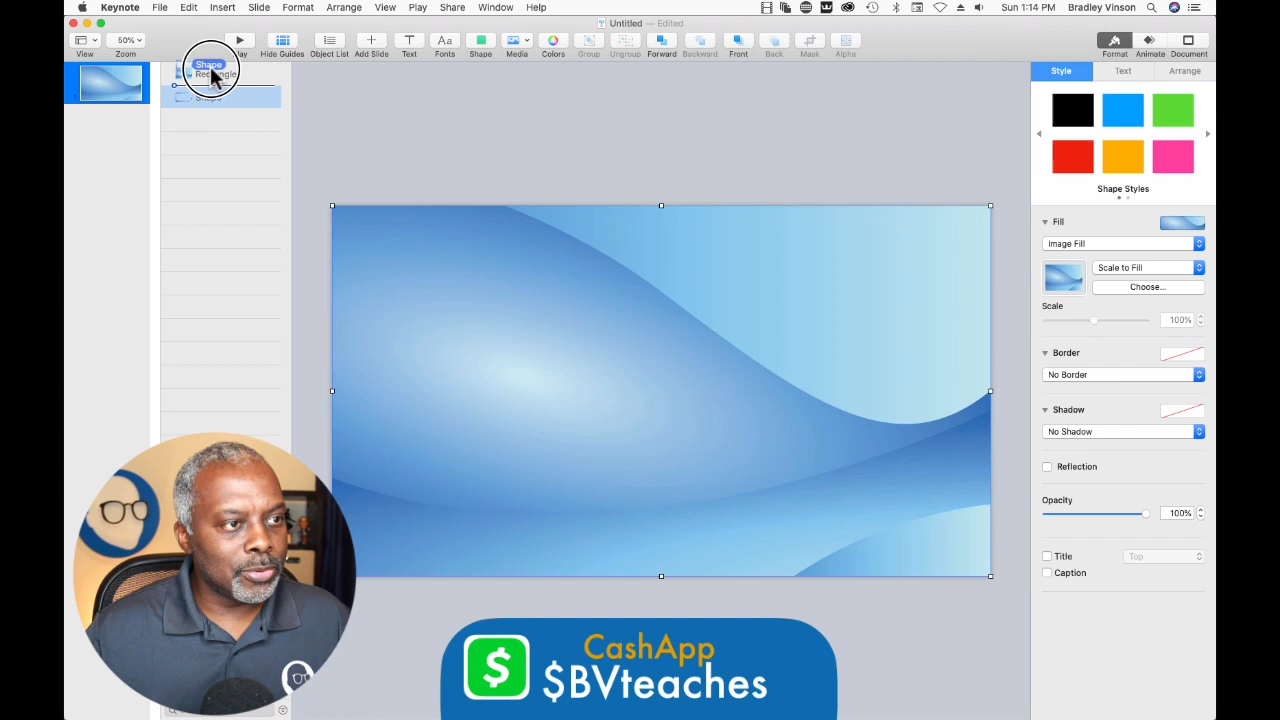 Keynote File Edit Insert Slide Format Arrange View Play Share Window Help Sun 1:14 PM Bradley Vinson
Untitled — Edited
50%
View Zoom Hide Guides Object List Add Slide Text Fonts Shape Media Colors Group Ungroup Forward Backward Front Back Mask Alpha Format Animate Document
Shape
Rectangle
Style Text Arrange
Shape Styles
Fill
Image Fill
Scale to Fill
Choose...
Scale
100%
Border
No Border
Shadow
No Shadow
Reflection
Opacity
100%
Title Top
Caption
CashApp
$ $BVteaches